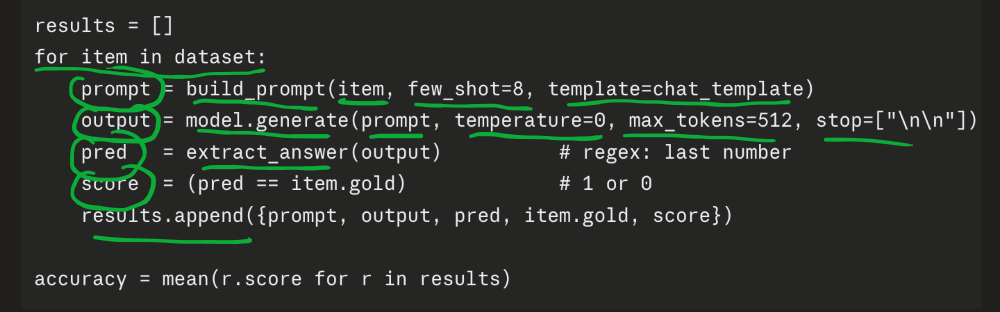 results = []
for item in dataset:
    prompt = build_prompt(item, few_shot=8, template=chat_template)
    output = model.generate(prompt, temperature=0, max_tokens=512, stop=["\n\n"])
    pred   = extract_answer(output)          # regex: last number
    score  = (pred == item.gold)             # 1 or 0
    results.append({prompt, output, pred, item.gold, score})
accuracy = mean(r.score for r in results)